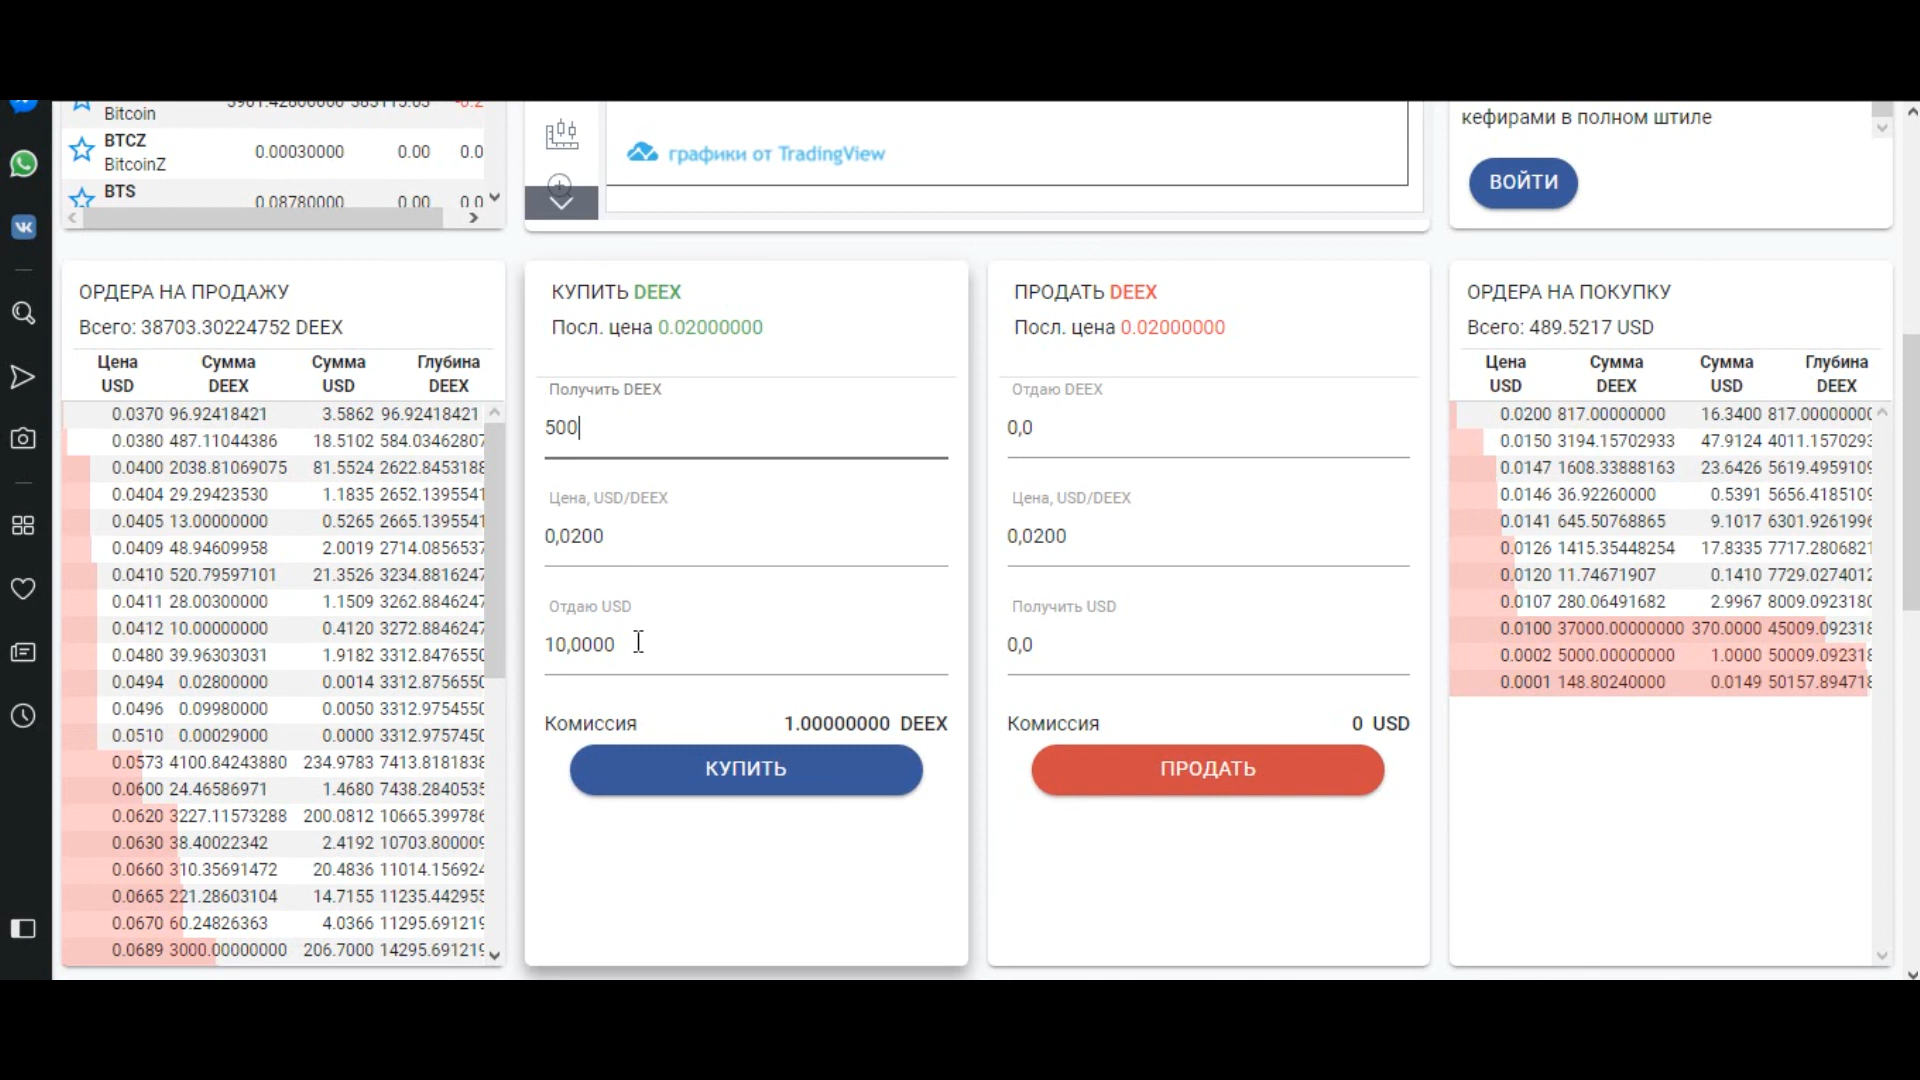 Bitcoin
BTCZ
BitcoinZ
0.00030000 0.00 0.0
BTS
0.08780000 0.00 0.0
графики от TradingView
кефирами в полном штиле
ВОЙТИ
ОРДЕРА НА ПРОДАЖУ
Всего: 38703.30224752 DEEX
Цена Сумма Сумма Глубина
USD DEEX USD DEEX
0.0370 96.92418421 3.5862 96.92418421
0.0380 487.11044386 18.5102 584.03462807
0.0400 2038.81069075 81.5524 2622.8453188
0.0404 29.29423530 1.1835 2652.1395541
0.0405 13.00000000 0.5265 2665.1395541
0.0409 48.94609958 2.0019 2714.0856537
0.0410 520.79597101 21.3526 3234.8816247
0.0411 28.00300000 1.1509 3262.8846247
0.0412 10.00000000 0.4120 3272.8846247
0.0480 39.96303031 1.9182 3312.8476550
0.0494 0.02800000 0.0014 3312.8756550
0.0496 0.09980000 0.0050 3312.9754550
0.0510 0.00029000 0.0000 3312.9757450
0.0573 4100.84243880 234.9783 7413.8181838
0.0600 24.46586971 1.4680 7438.2840535
0.0620 3227.11573288 200.0812 10665.399786
0.0630 38.40022342 2.4192 10703.800009
0.0660 310.35691472 20.4836 11014.156924
0.0665 221.28603104 14.7155 11235.442955
0.0670 60.24826363 4.0366 11295.691219
0.0689 3000.00000000 206.7000 14295.691219
КУПИТЬ DEEX
Посл. цена 0.02000000
Получить DEEX
500
Цена, USD/DEEX
0,0200
Отдаю USD
10,0000
Комиссия 1.00000000 DEEX
КУПИТЬ
ПРОДАТЬ DEEX
Посл. цена 0.02000000
Отдаю DEEX
0,0
Цена, USD/DEEX
0,0200
Получить USD
0,0
Комиссия 0 USD
ПРОДАТЬ
ОРДЕРА НА ПОКУПКУ
Всего: 489.5217 USD
Цена Сумма Сумма Глубина
USD DEEX USD DEEX
0.0200 817.00000000 16.3400 817.00000000
0.0150 3194.15702933 47.9124 4011.1570293
0.0147 1608.33888163 23.6426 5619.4959109
0.0146 36.92260000 0.5391 5656.4185109
0.0141 645.50768865 9.1017 6301.9261996
0.0126 1415.35448254 17.8335 7717.2806821
0.0120 11.74671907 0.1410 7729.0274012
0.0107 280.06491682 2.9967 8009.0923180
0.0100 37000.00000000 370.0000 45009.092318
0.0002 5000.00000000 1.0000 50009.092318
0.0001 148.80240000 0.0149 50157.894718